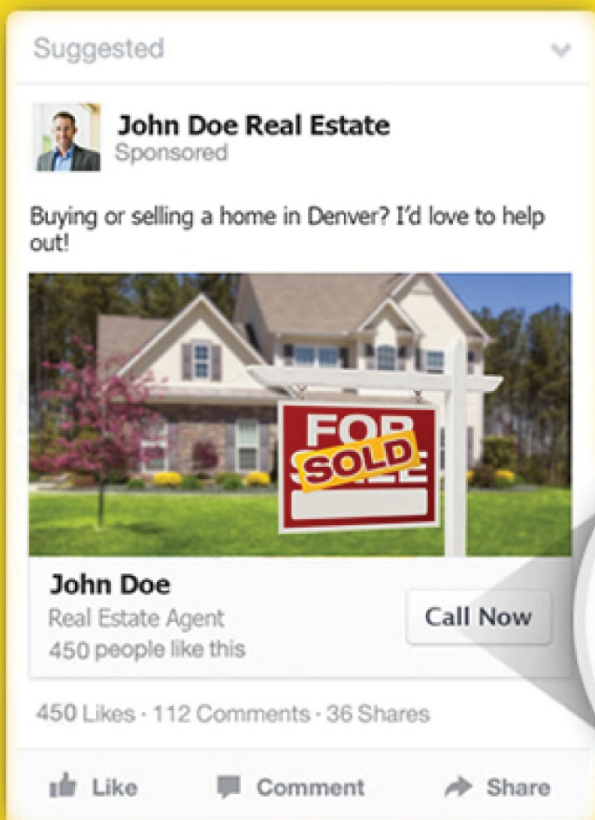 Suggested
John Doe Real Estate
Sponsored
Buying or selling a home in Denver? I'd love to help
out!
FOR
SOLD
John Doe
Real Estate Agent
450 people like this
Call Now
450 Likes · 112 Comments · 36 Shares
Like Comment Share